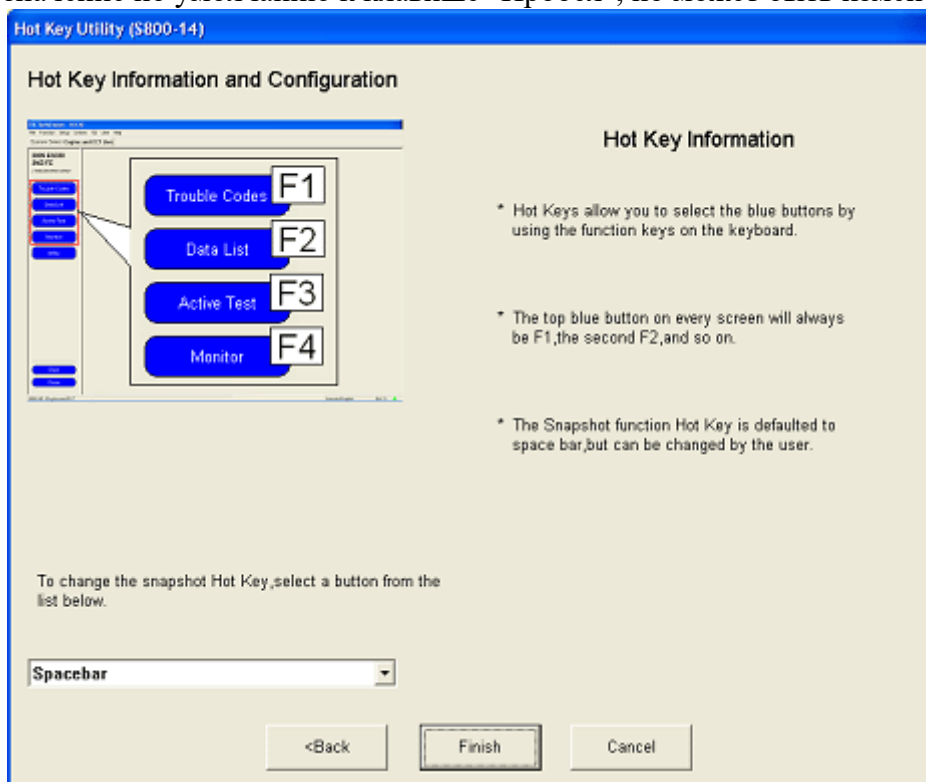 Hot Key Utility (S800-14)
Hot Key Information and Configuration
Trouble Codes F1
Data List F2
Active Test F3
Monitor F4
Hot Key Information
* Hot Keys allow you to select the blue buttons by
using the function keys on the keyboard.
* The top blue button on every screen will always
be F1,the second F2,and so on.
* The Snapshot function Hot Key is defaulted to
space bar,but can be changed by the user.
To change the snapshot Hot Key,select a button from the
list below.
Spacebar
<Back
Finish
Cancel